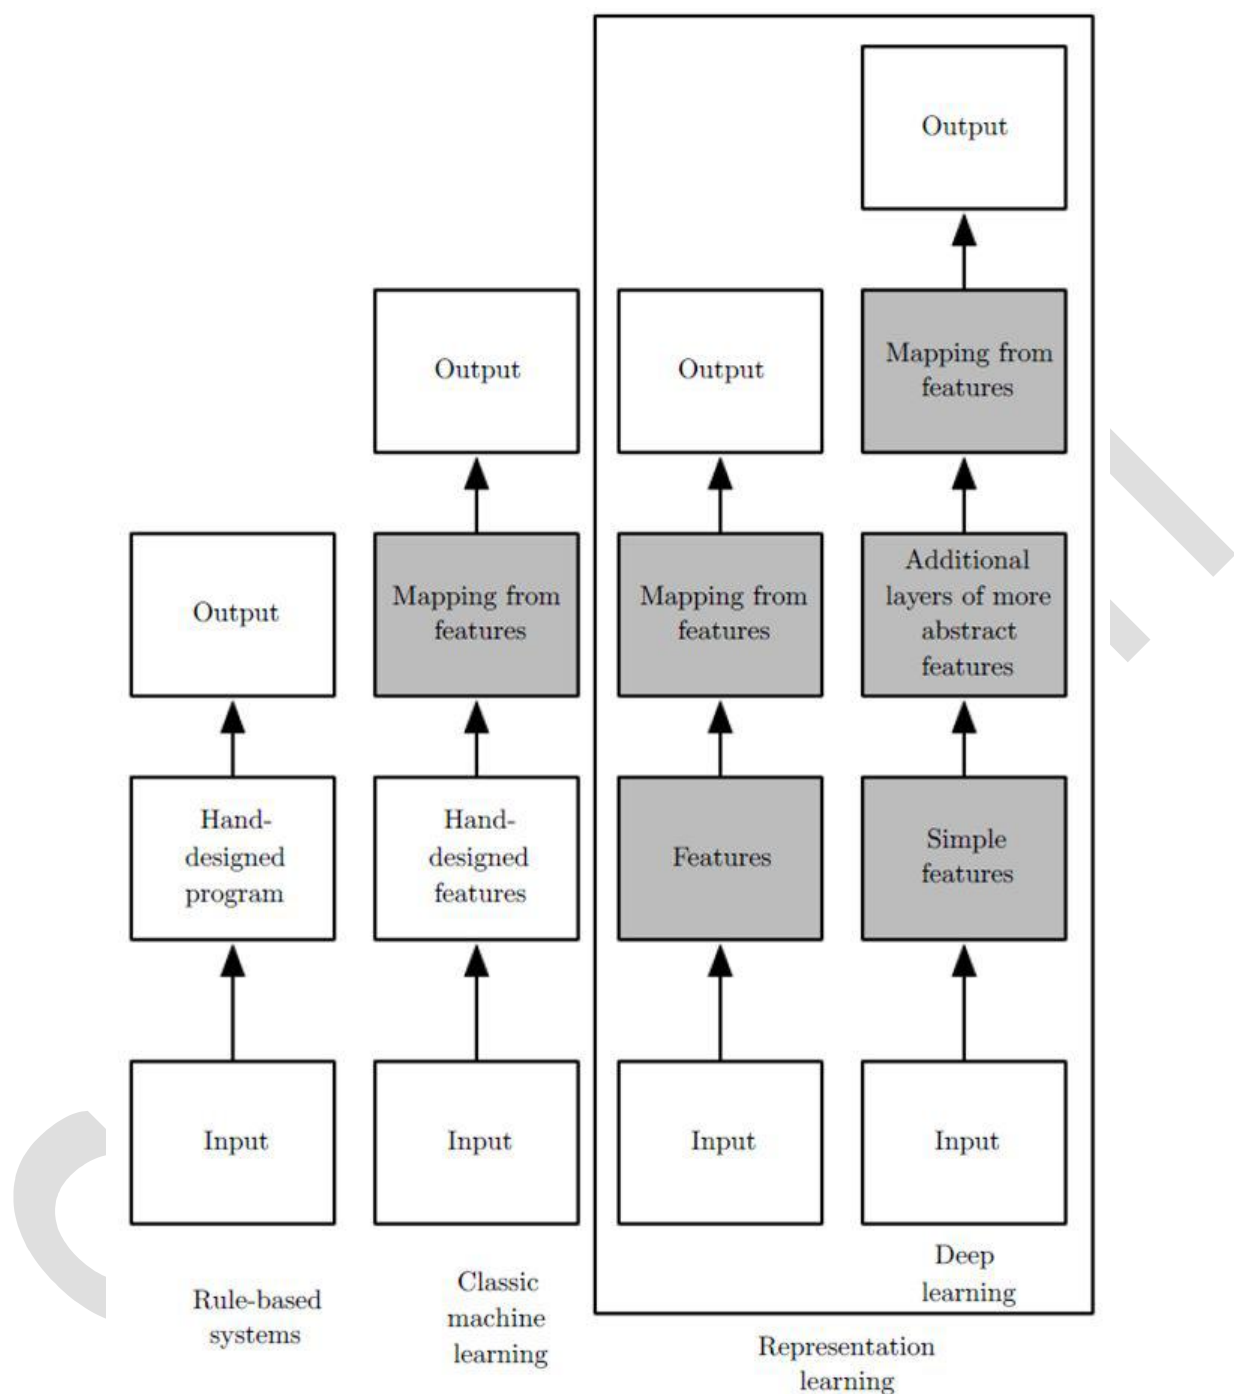 Output
Output
Output
Mapping from
features
Output
Mapping from
features
Mapping from
features
Additional
layers of more
abstract
features
Hand-
designed
program
Hand-
designed
features
Features
Simple
features
Input
Input
Input
Input
Rule-based
systems
Classic
machine
learning
Deep
learning
Representation
learning